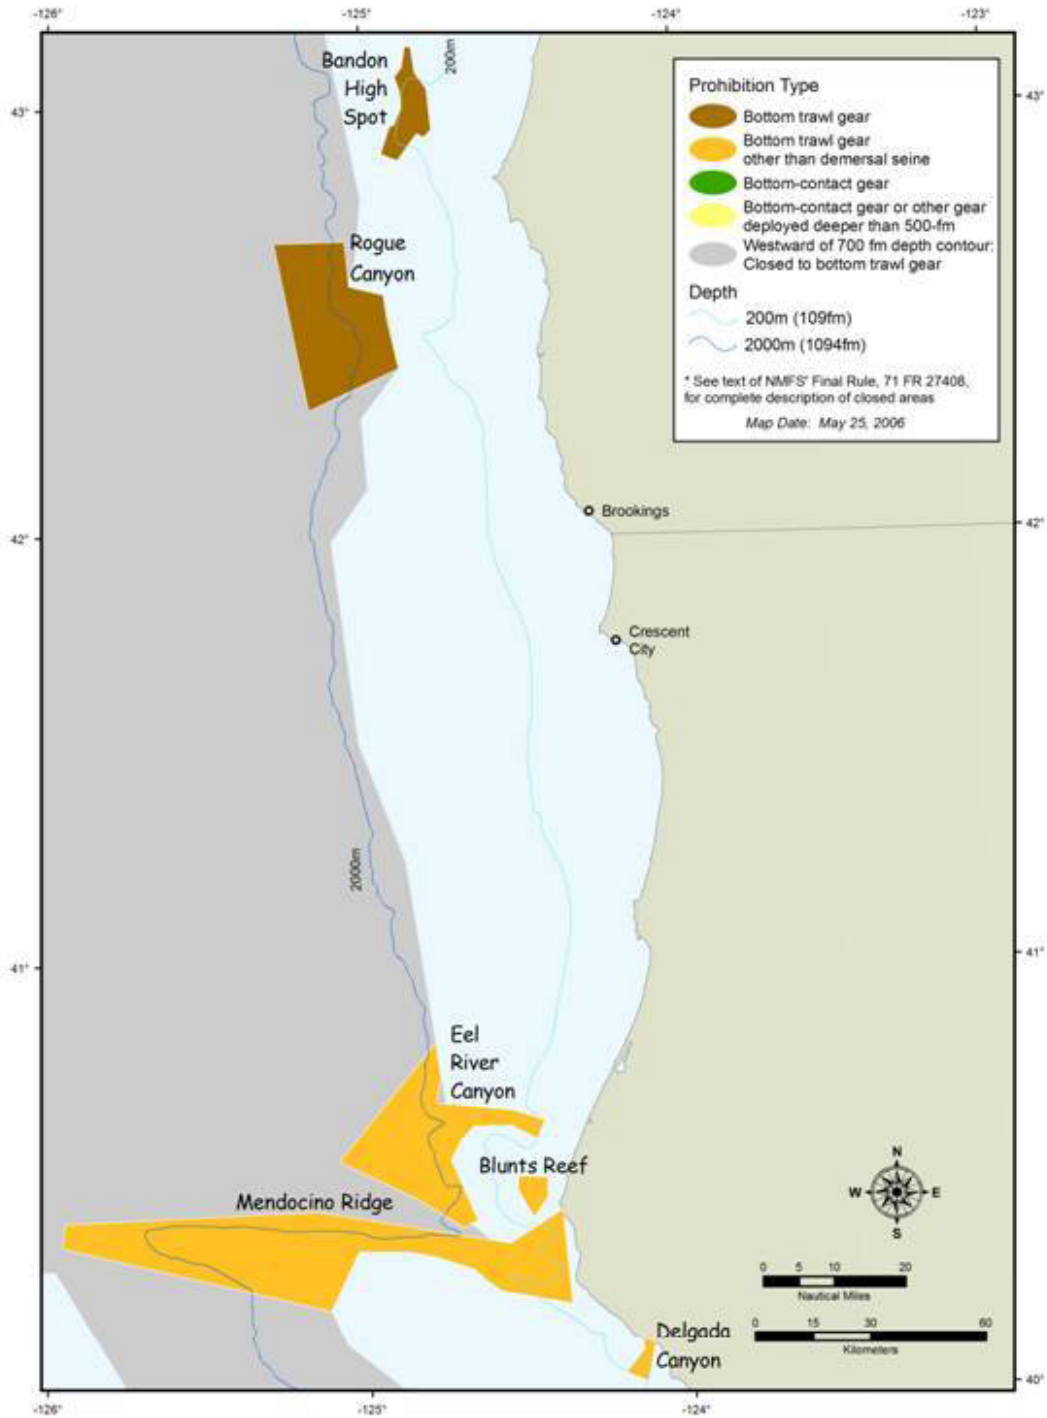 -126°
-125°
-124°
-123°
Bandon
High
Spot
200m
43°
43°
Prohibition Type
Bottom trawl gear
Bottom trawl gear
other than demersal seine
Bottom-contact gear
Bottom-contact gear or other gear
deployed deeper than 500-fm
Westward of 700 fm depth contour:
Closed to bottom trawl gear
Depth
200m (109fm)
2000m (1094fm)
* See text of NMFS' Final Rule, 71 FR 27408,
for complete description of closed areas
Map Date: May 25, 2006
Rogue
Canyon
Brookings
42°
42°
Crescent
City
2000m
41°
41°
Eel
River
Canyon
Blunts Reef
Mendocino Ridge
N
W
E
S
0 5 10 20
Nautical Miles
0 15 30 60
Kilometers
Delgada
Canyon
40°
-126°
-125°
-124°